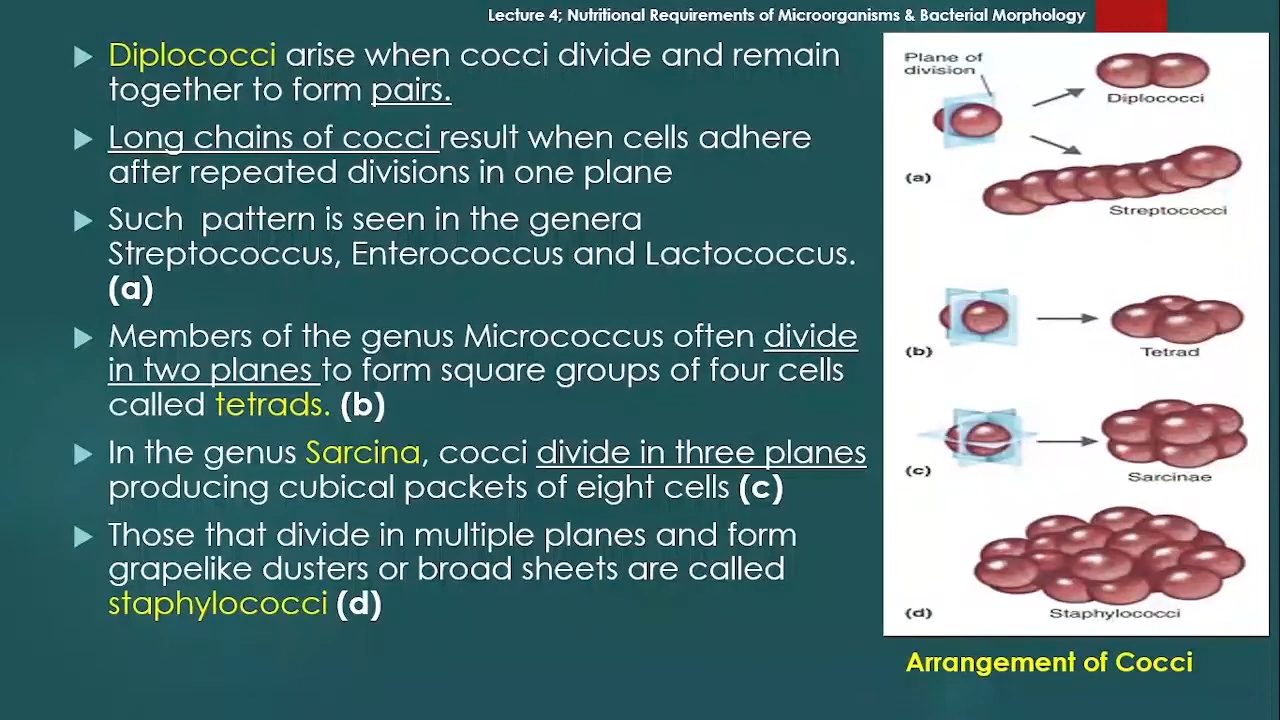 Lecture 4; Nutritional Requirements of Microorganisms & Bacterial Morphology
Diplococci arise when cocci divide and remain
together to form pairs.
Long chains of cocci result when cells adhere
after repeated divisions in one plane
Such pattern is seen in the genera
Streptococcus, Enterococcus and Lactococcus.
(a)
Members of the genus Micrococcus often divide
in two planes to form square groups of four cells
called tetrads. (b)
In the genus Sarcina, cocci divide in three planes
producing cubical packets of eight cells (c)
Those that divide in multiple planes and form
grapelike dusters or broad sheets are called
staphylococci (d)
Plane of
division
Diplococci
(a)
Streptococci
(b)
Tetrad
(c)
Sarcinae
(d)
Staphylococci
Arrangement of Cocci